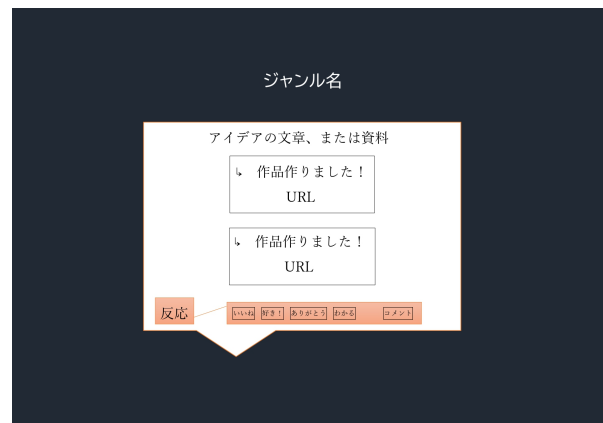 ジャンル名
アイデアの文章、または資料
↳ 作品作りました！
URL
↳ 作品作りました！
URL
反応
いいね 好き！ ありがとう わかる コメント